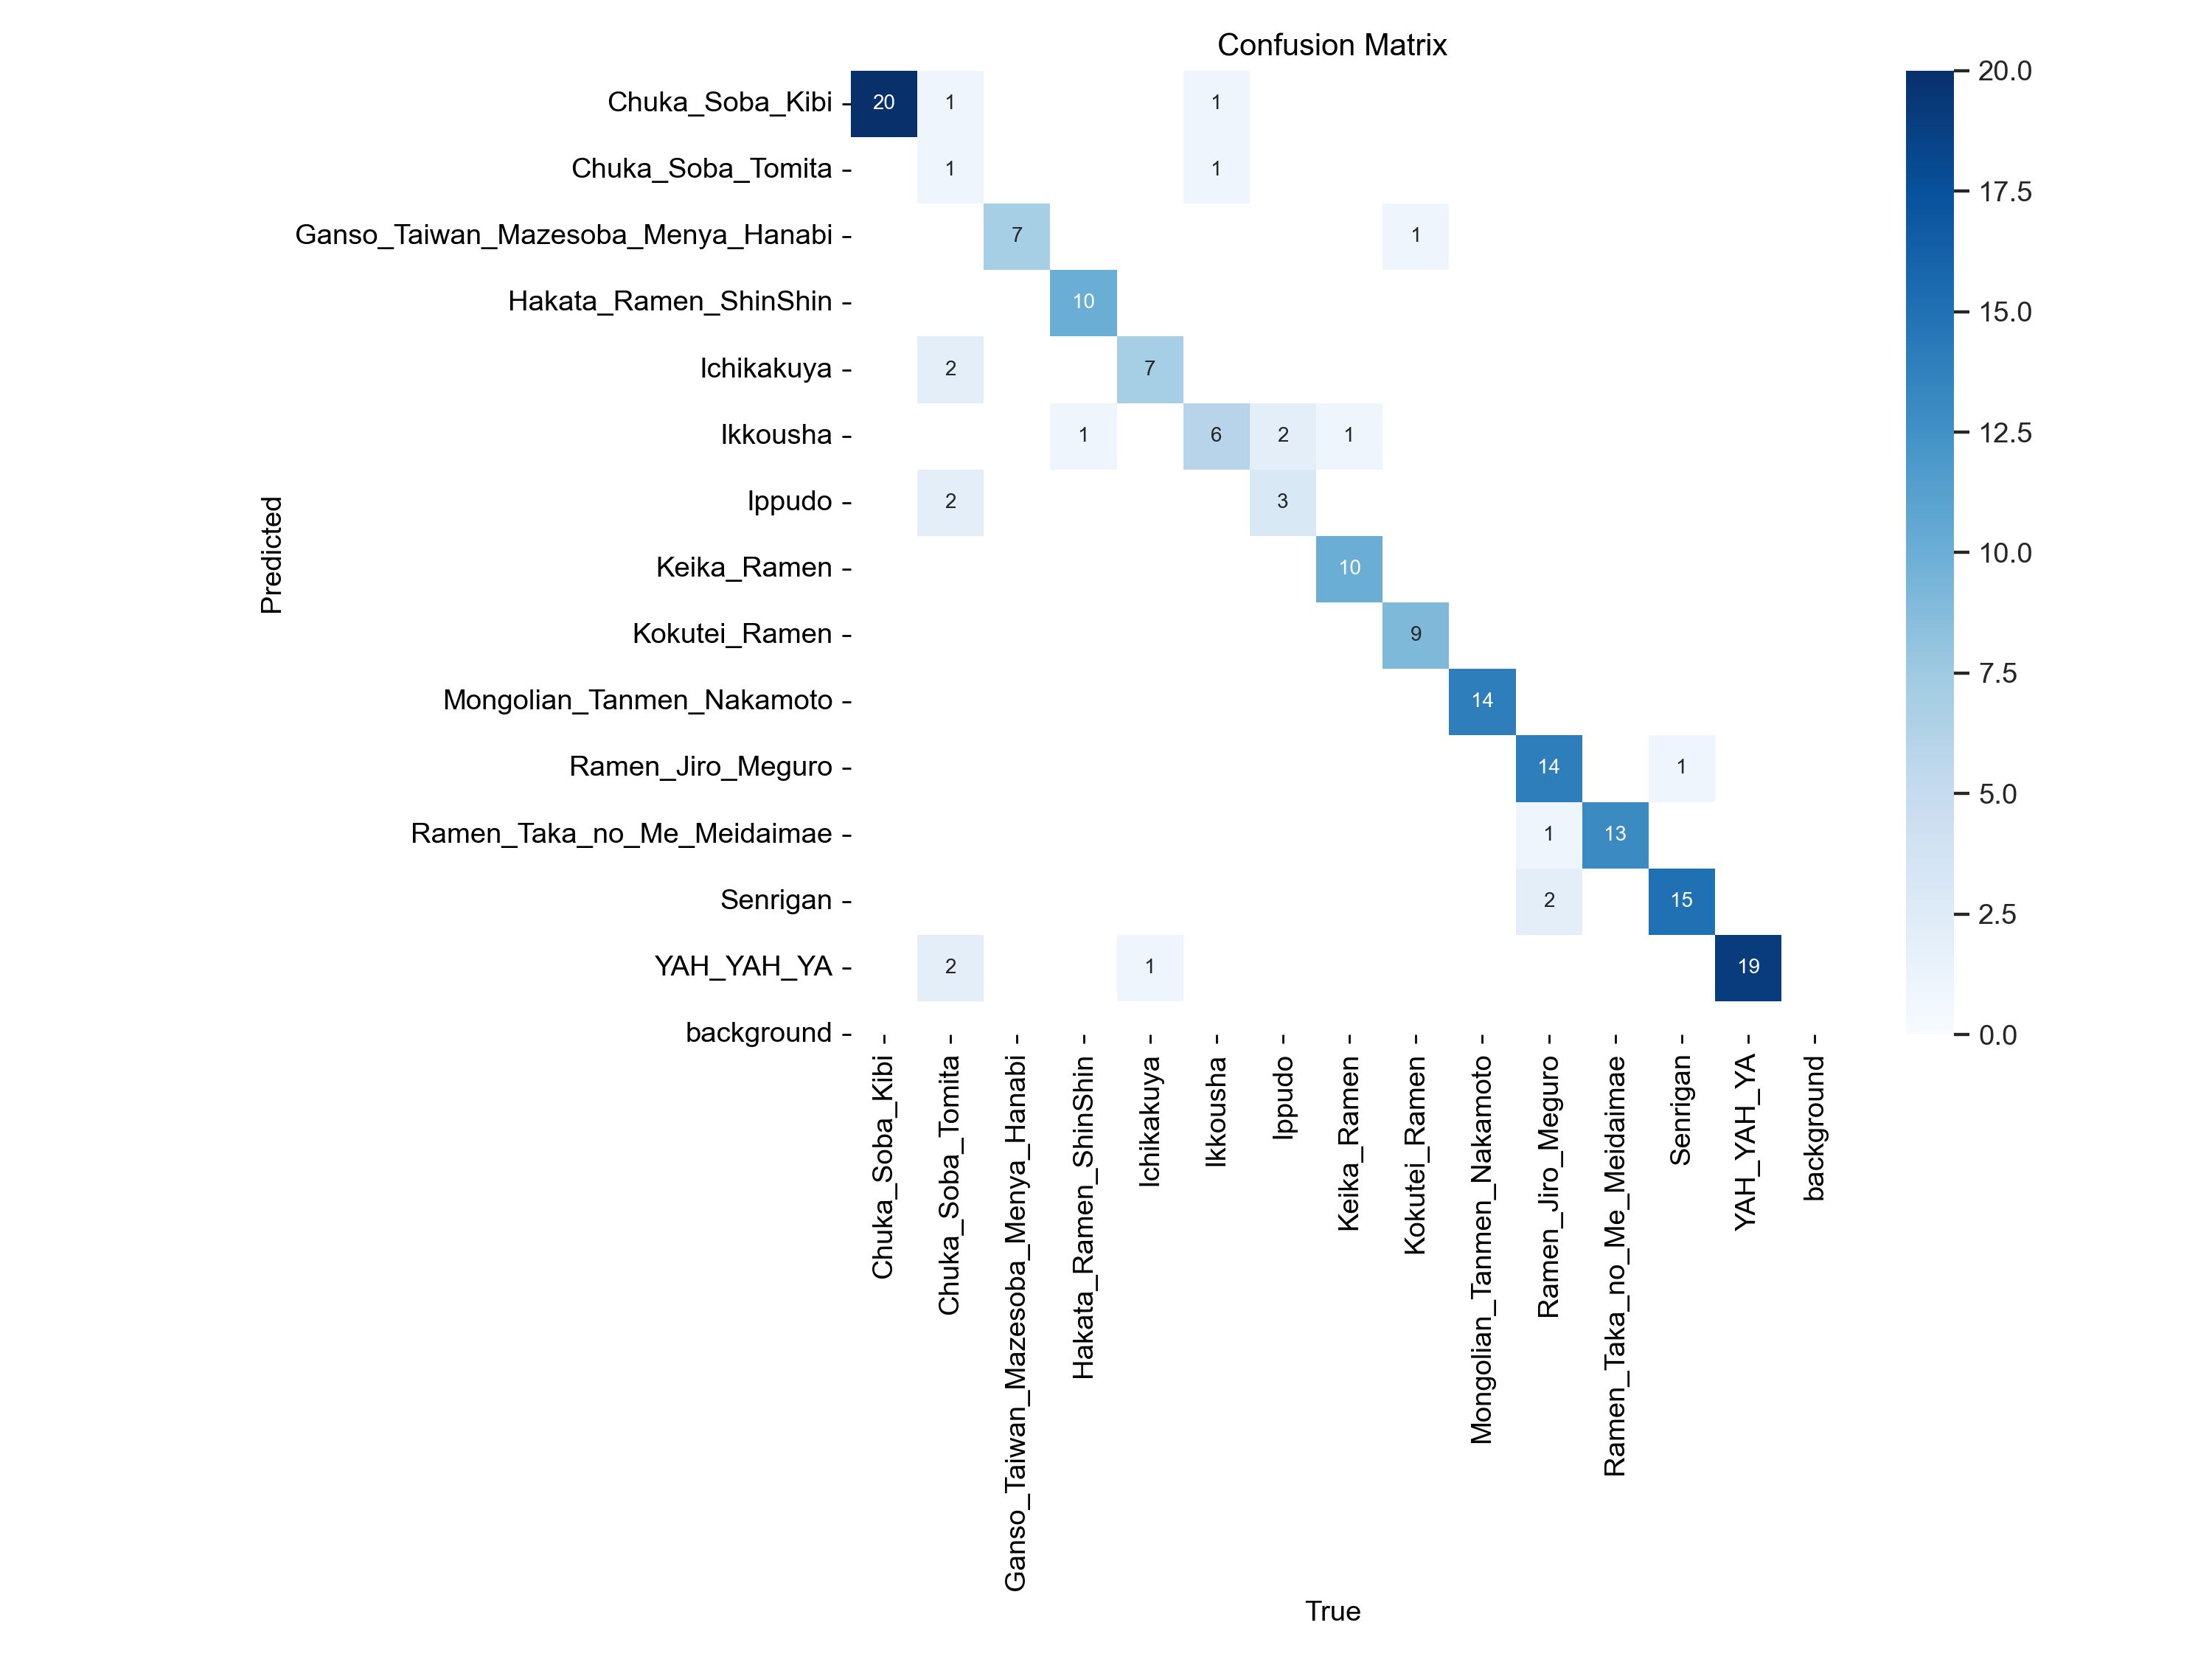 Confusion Matrix
Predicted
Chuka_Soba_Kibi 20 1 1
Chuka_Soba_Tomita 1 1
Ganso_Taiwan_Mazesoba_Menya_Hanabi 7 1
Hakata_Ramen_ShinShin 10
Ichikakuya 2 7
Ikkousha 1 6 2 1
Ippudo 2 3
Keika_Ramen 10
Kokutei_Ramen 9
Mongolian_Tanmen_Nakamoto 14
Ramen_Jiro_Meguro 14 1
Ramen_Taka_no_Me_Meidaimae 1 13
Senrigan 2 15
YAH_YAH_YA 2 1 19
background
Chuka_Soba_Kibi
Chuka_Soba_Tomita
Ganso_Taiwan_Mazesoba_Menya_Hanabi
Hakata_Ramen_ShinShin
Ichikakuya
Ikkousha
Ippudo
Keika_Ramen
Kokutei_Ramen
Mongolian_Tanmen_Nakamoto
Ramen_Jiro_Meguro
Ramen_Taka_no_Me_Meidaimae
Senrigan
YAH_YAH_YA
background
True
20.0
17.5
15.0
12.5
10.0
7.5
5.0
2.5
0.0